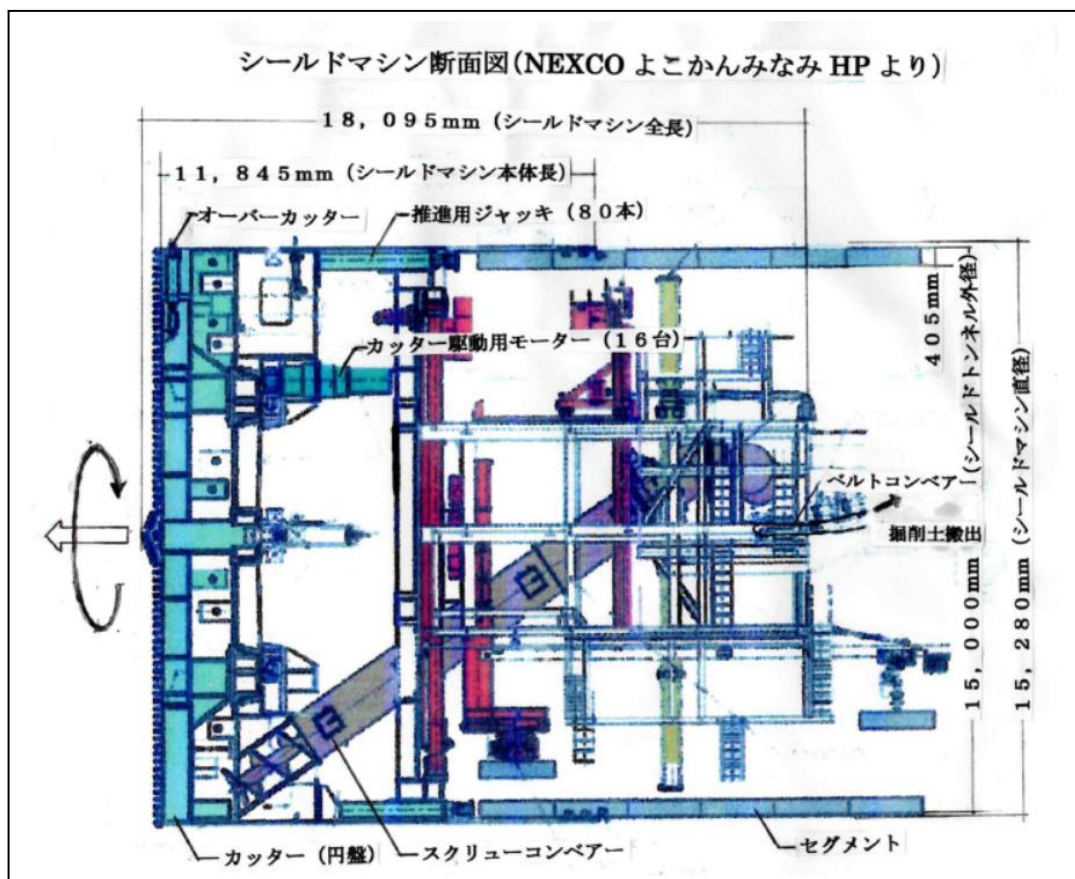 シールドマシン断面図(NEXCO よこかんみなみ HP より)
18,095mm(シールドマシン全長)
11,845mm(シールドマシン本体長)
オーバーカッター
推進用ジャッキ(80本)
カッター駆動用モーター(16台)
405mm
15,000mm(シールドトンネル外径)
15,280mm(シールドマシン直径)
ベルトコンベアー
掘削土搬出
カッター(円盤)
スクリューコンベアー
セグメント